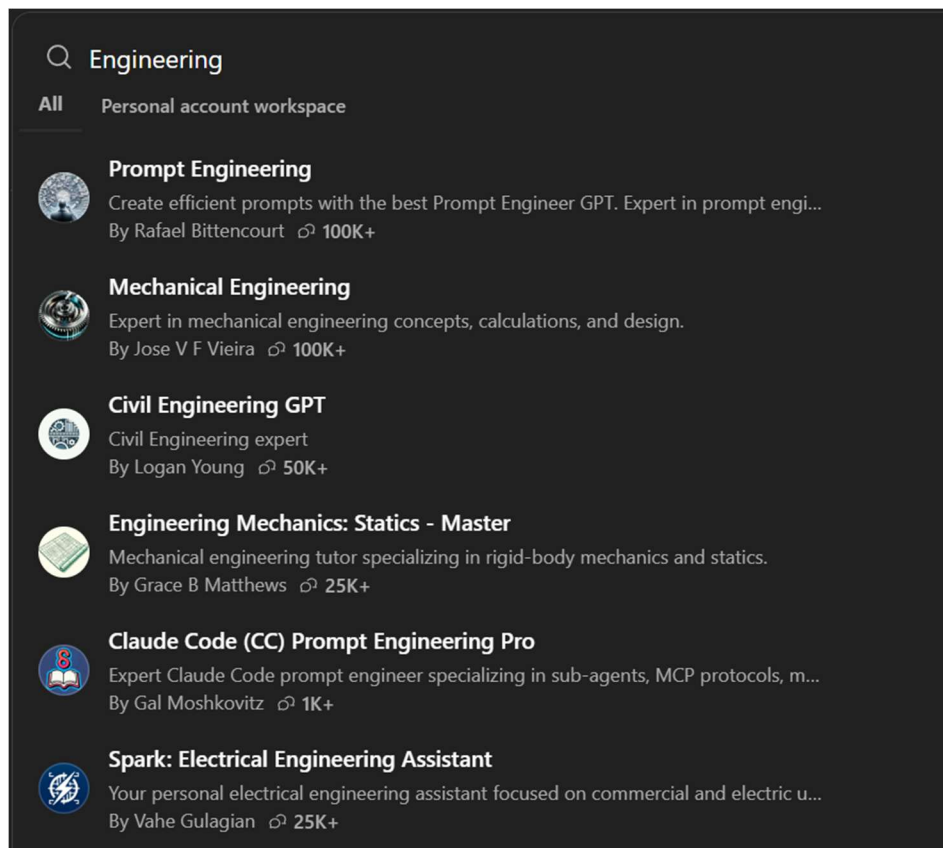 Engineering
All Personal account workspace
Prompt Engineering
Create efficient prompts with the best Prompt Engineer GPT. Expert in prompt engi...
By Rafael Bittencourt 100K+
Mechanical Engineering
Expert in mechanical engineering concepts, calculations, and design.
By Jose V F Vieira 100K+
Civil Engineering GPT
Civil Engineering expert
By Logan Young 50K+
Engineering Mechanics: Statics - Master
Mechanical engineering tutor specializing in rigid-body mechanics and statics.
By Grace B Matthews 25K+
Claude Code (CC) Prompt Engineering Pro
Expert Claude Code prompt engineer specializing in sub-agents, MCP protocols, m...
By Gal Moshkovitz 1K+
Spark: Electrical Engineering Assistant
Your personal electrical engineering assistant focused on commercial and electric u...
By Vahe Gulagian 25K+